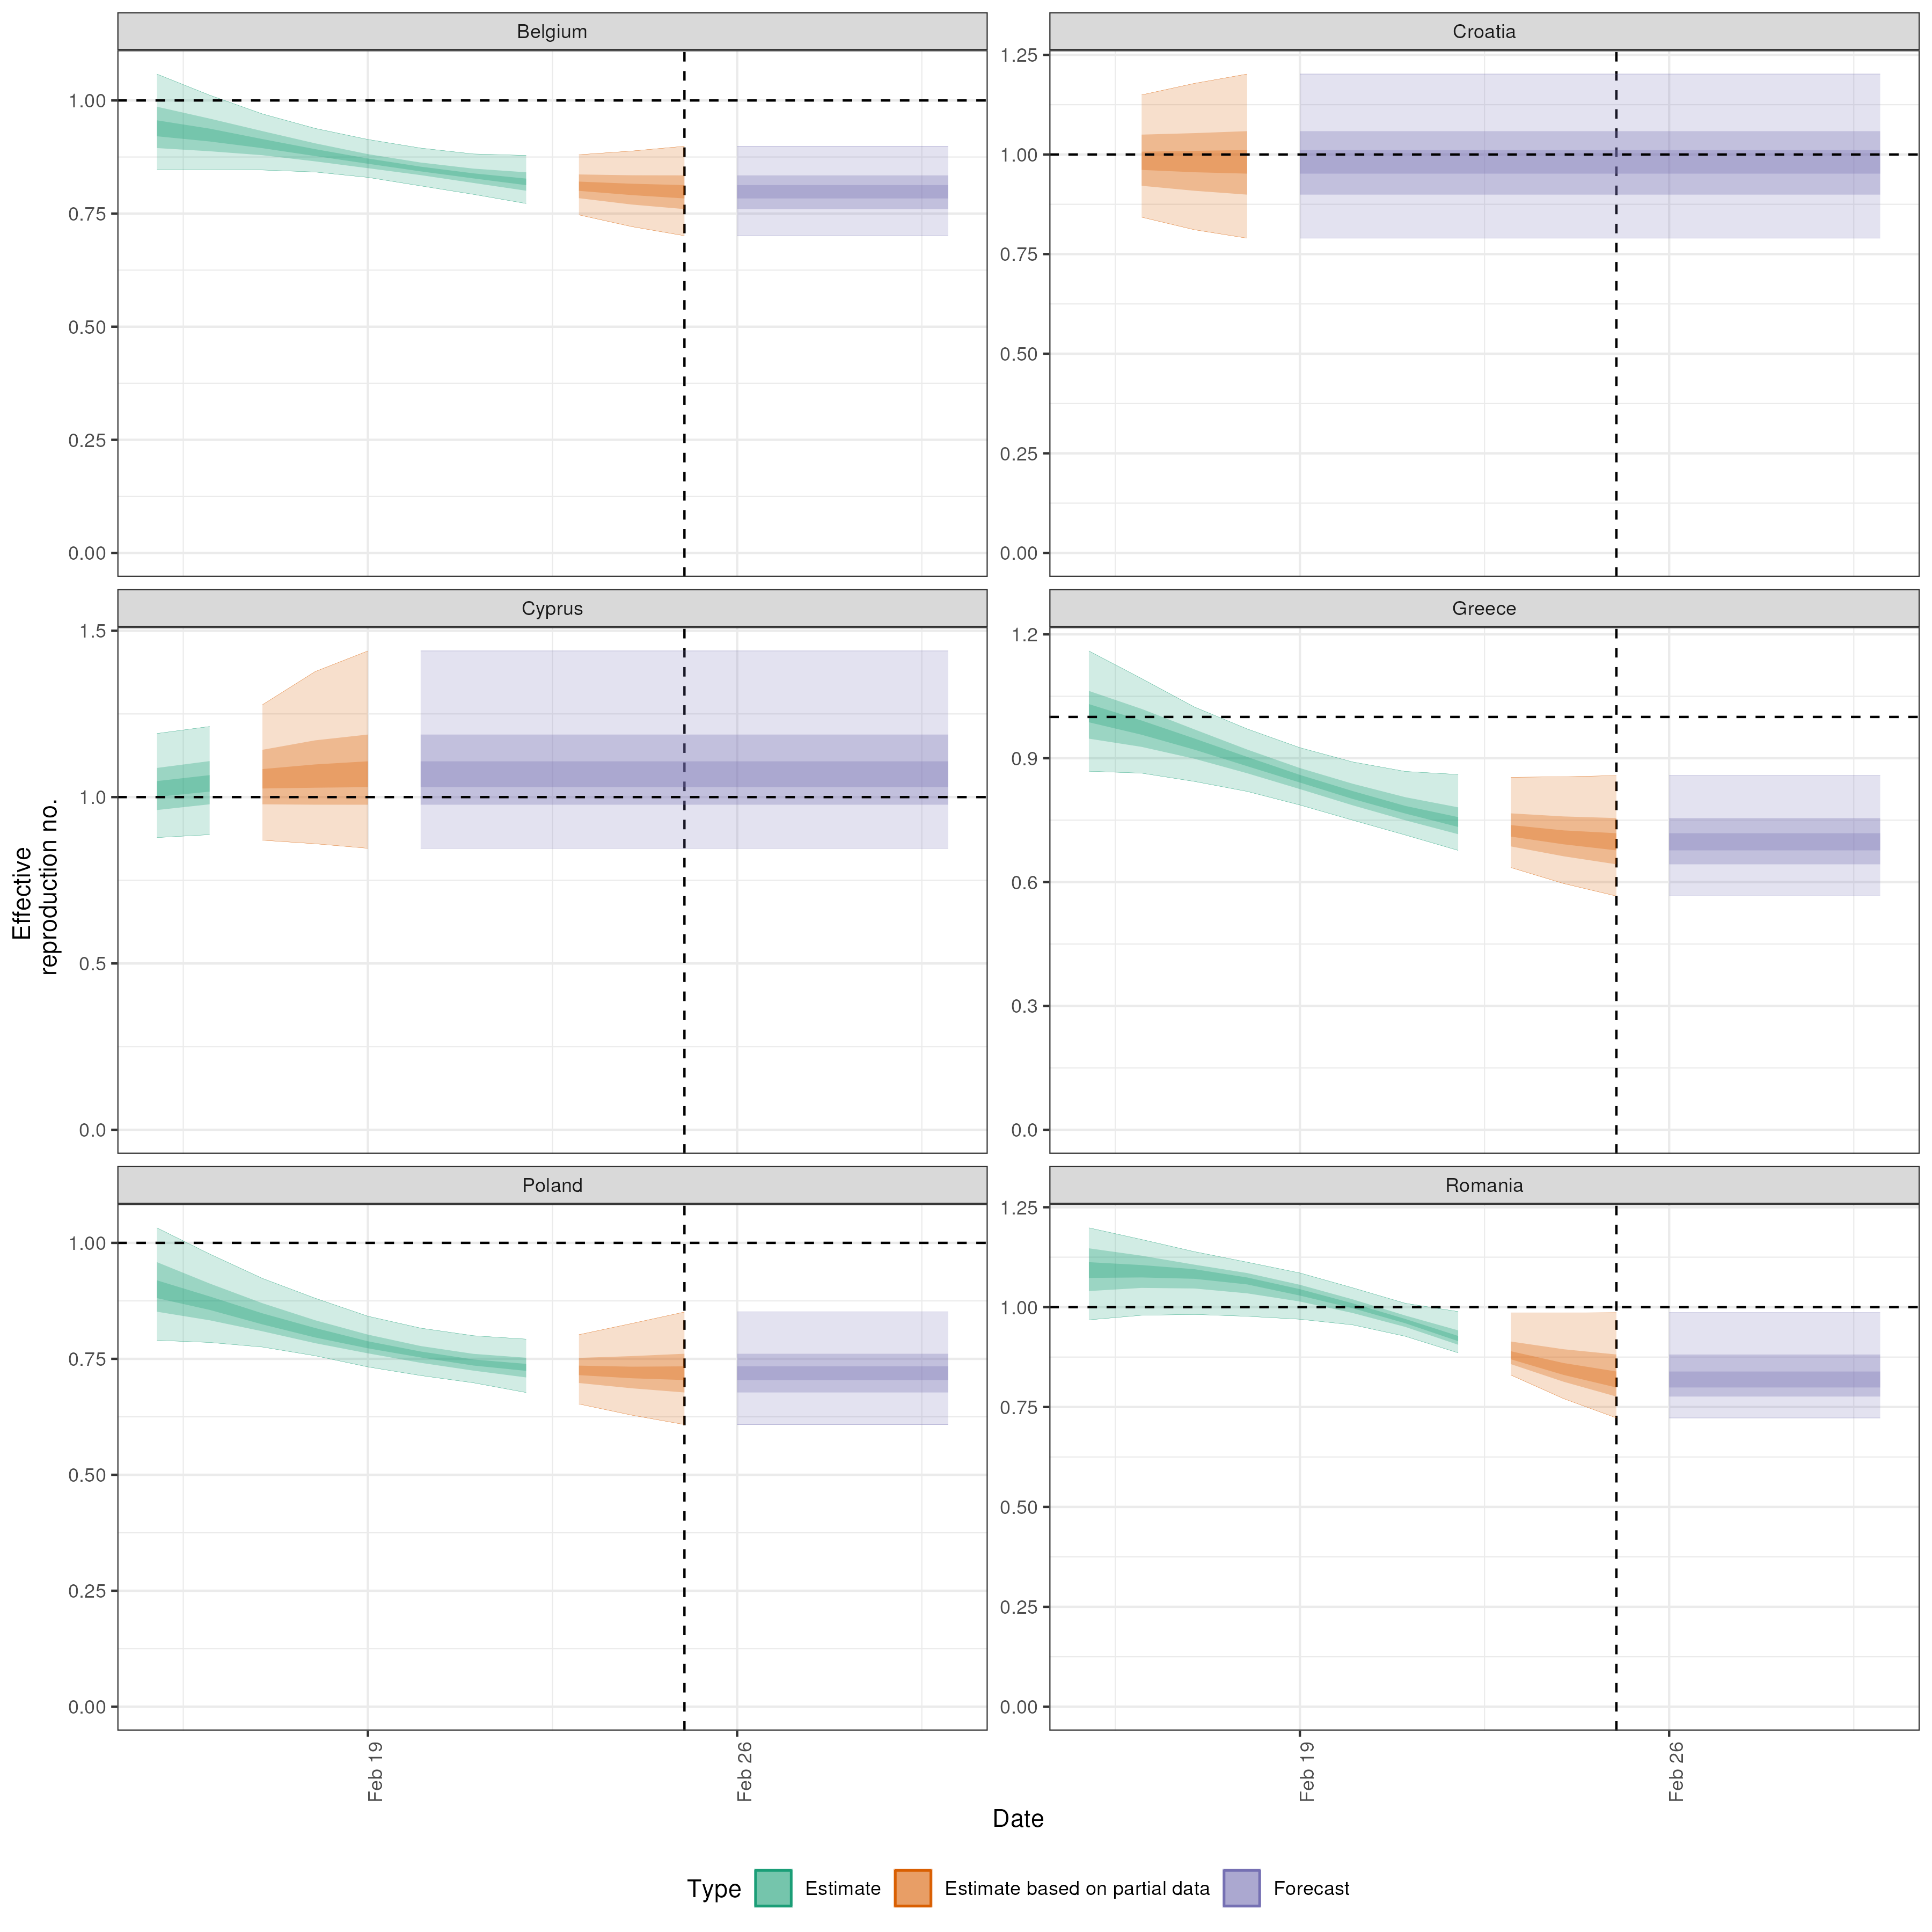 Belgium
Croatia
1.00
0.75
0.50
0.25
0.00
1.25
1.00
0.75
0.50
0.25
0.00
Cyprus
Greece
1.5
1.0
0.5
0.0
1.2
0.9
0.6
0.3
0.0
Effective
reproduction no.
Poland
Romania
1.00
0.75
0.50
0.25
0.00
1.25
1.00
0.75
0.50
0.25
0.00
Feb 19
Feb 26
Feb 19
Feb 26
Date
Type Estimate Estimate based on partial data Forecast